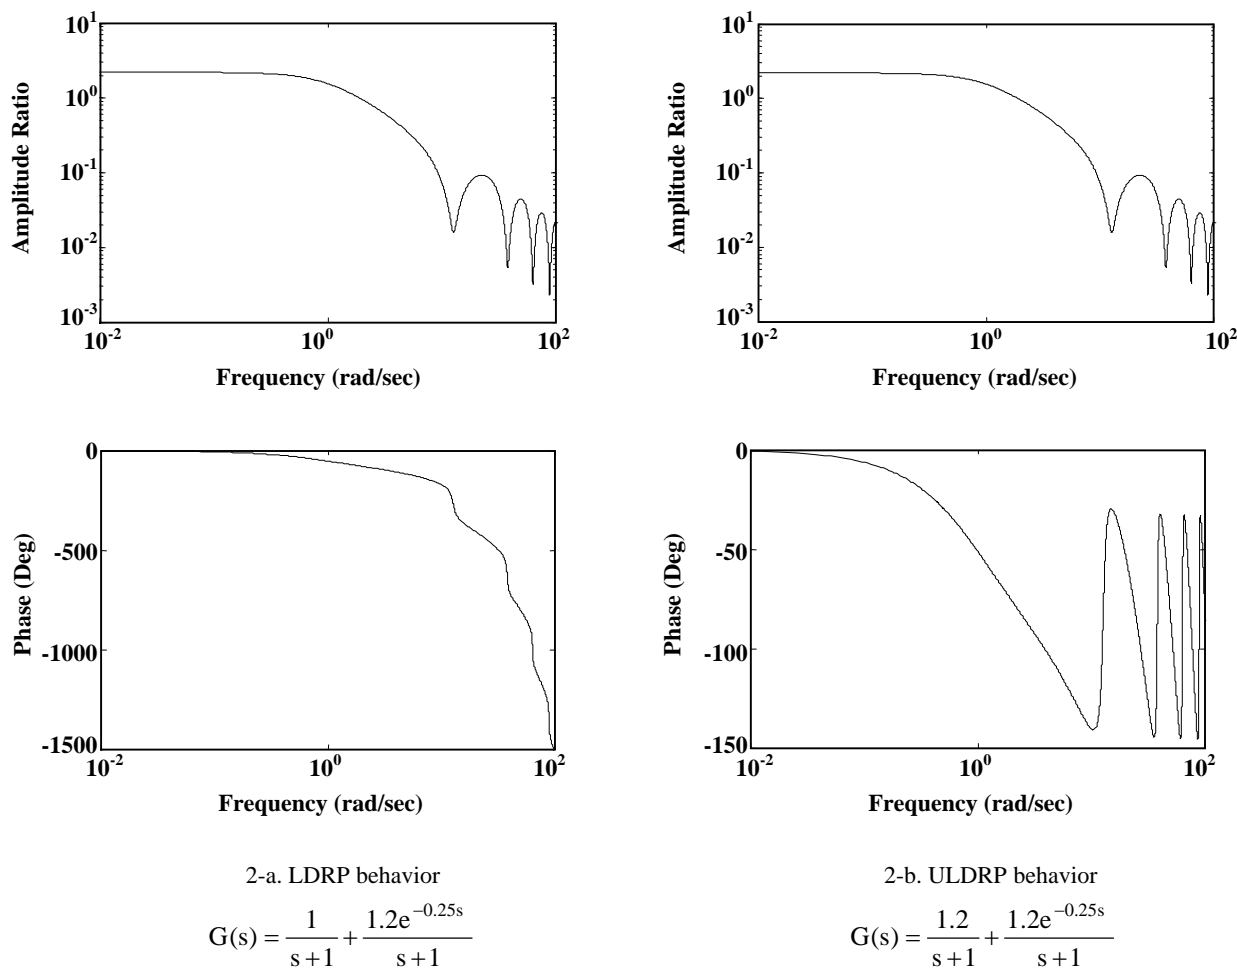 10^1
10^0
10^-1
10^-2
10^-3
Amplitude Ratio
10^-2
10^0
10^2
Frequency (rad/sec)
10^1
10^0
10^-1
10^-2
10^-3
Amplitude Ratio
10^-2
10^0
10^2
Frequency (rad/sec)
0
-500
-1000
-1500
Phase (Deg)
10^-2
10^0
10^2
Frequency (rad/sec)
0
-50
-100
-150
Phase (Deg)
10^-2
10^0
10^2
Frequency (rad/sec)
2-a. LDRP behavior
G(s) = 1/(s+1) + 1.2e^(-0.25s)/(s+1)
2-b. ULDRP behavior
G(s) = 1.2/(s+1) + 1.2e^(-0.25s)/(s+1)